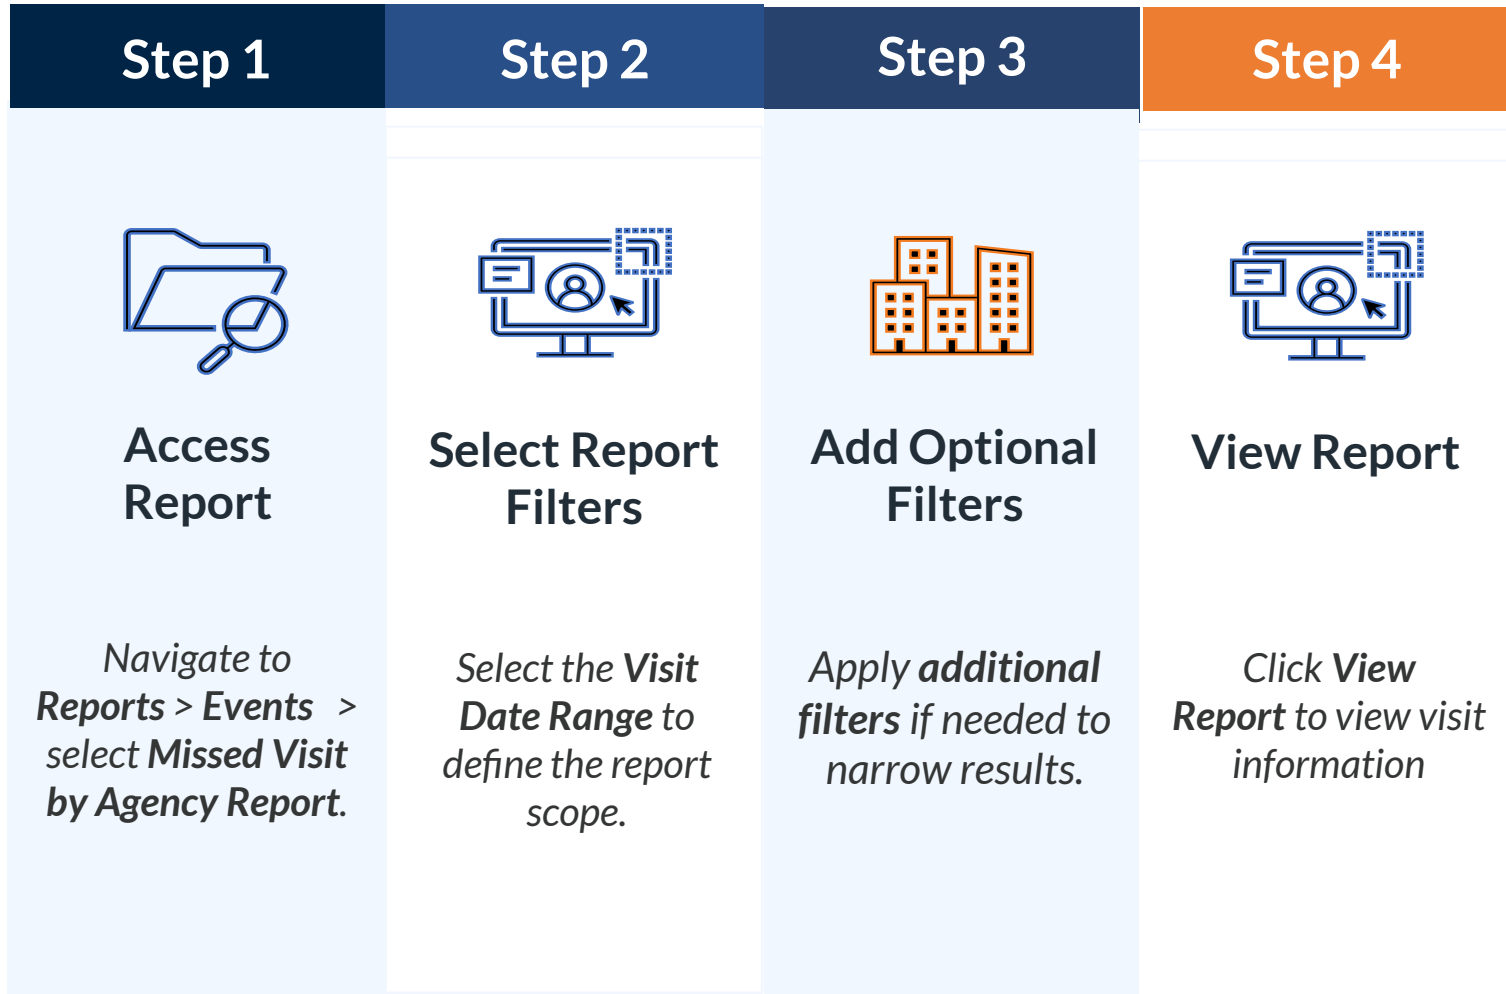 Step 1
Step 2
Step 3
Step 4
Access
Report
Select Report
Filters
Add Optional
Filters
View Report
Navigate to
Reports > Events >
select Missed Visit
by Agency Report.
Select the Visit
Date Range to
define the report
scope.
Apply additional
filters if needed to
narrow results.
Click View
Report to view visit
information